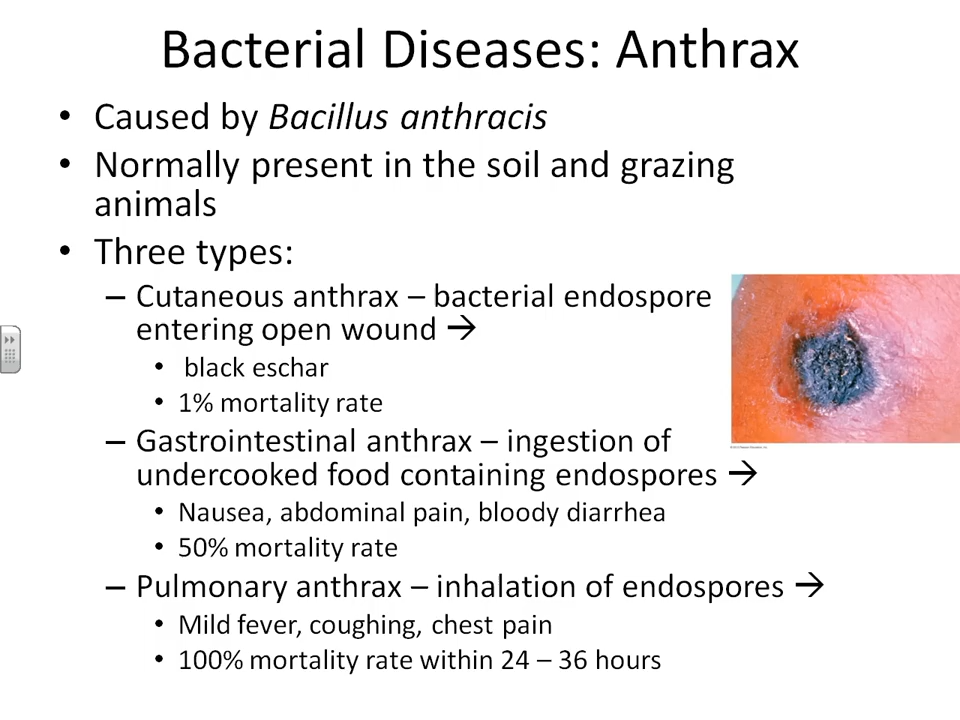 Bacterial Diseases: Anthrax
• Caused by Bacillus anthracis
• Normally present in the soil and grazing
animals
• Three types:
– Cutaneous anthrax – bacterial endospore
entering open wound →
• black eschar
• 1% mortality rate
– Gastrointestinal anthrax – ingestion of
undercooked food containing endospores →
• Nausea, abdominal pain, bloody diarrhea
• 50% mortality rate
– Pulmonary anthrax – inhalation of endospores →
• Mild fever, coughing, chest pain
• 100% mortality rate within 24 – 36 hours